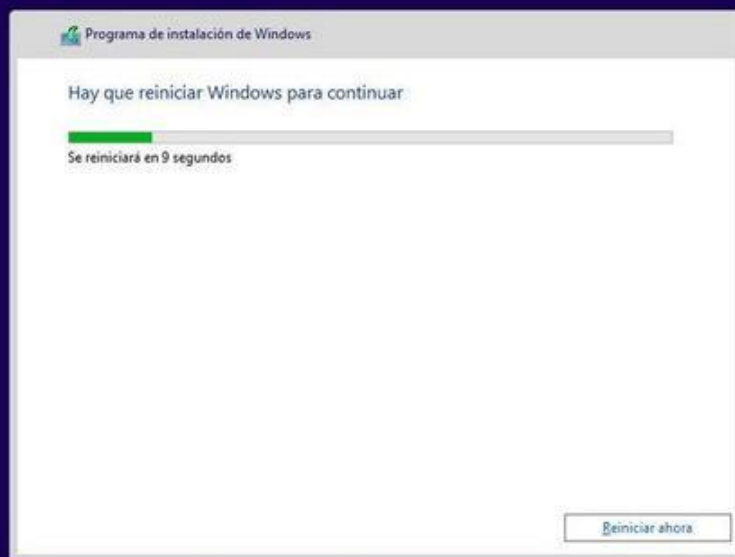 Programa de instalación de Windows
Hay que reiniciar Windows para continuar
Se reiniciará en 9 segundos
Reiniciar ahora